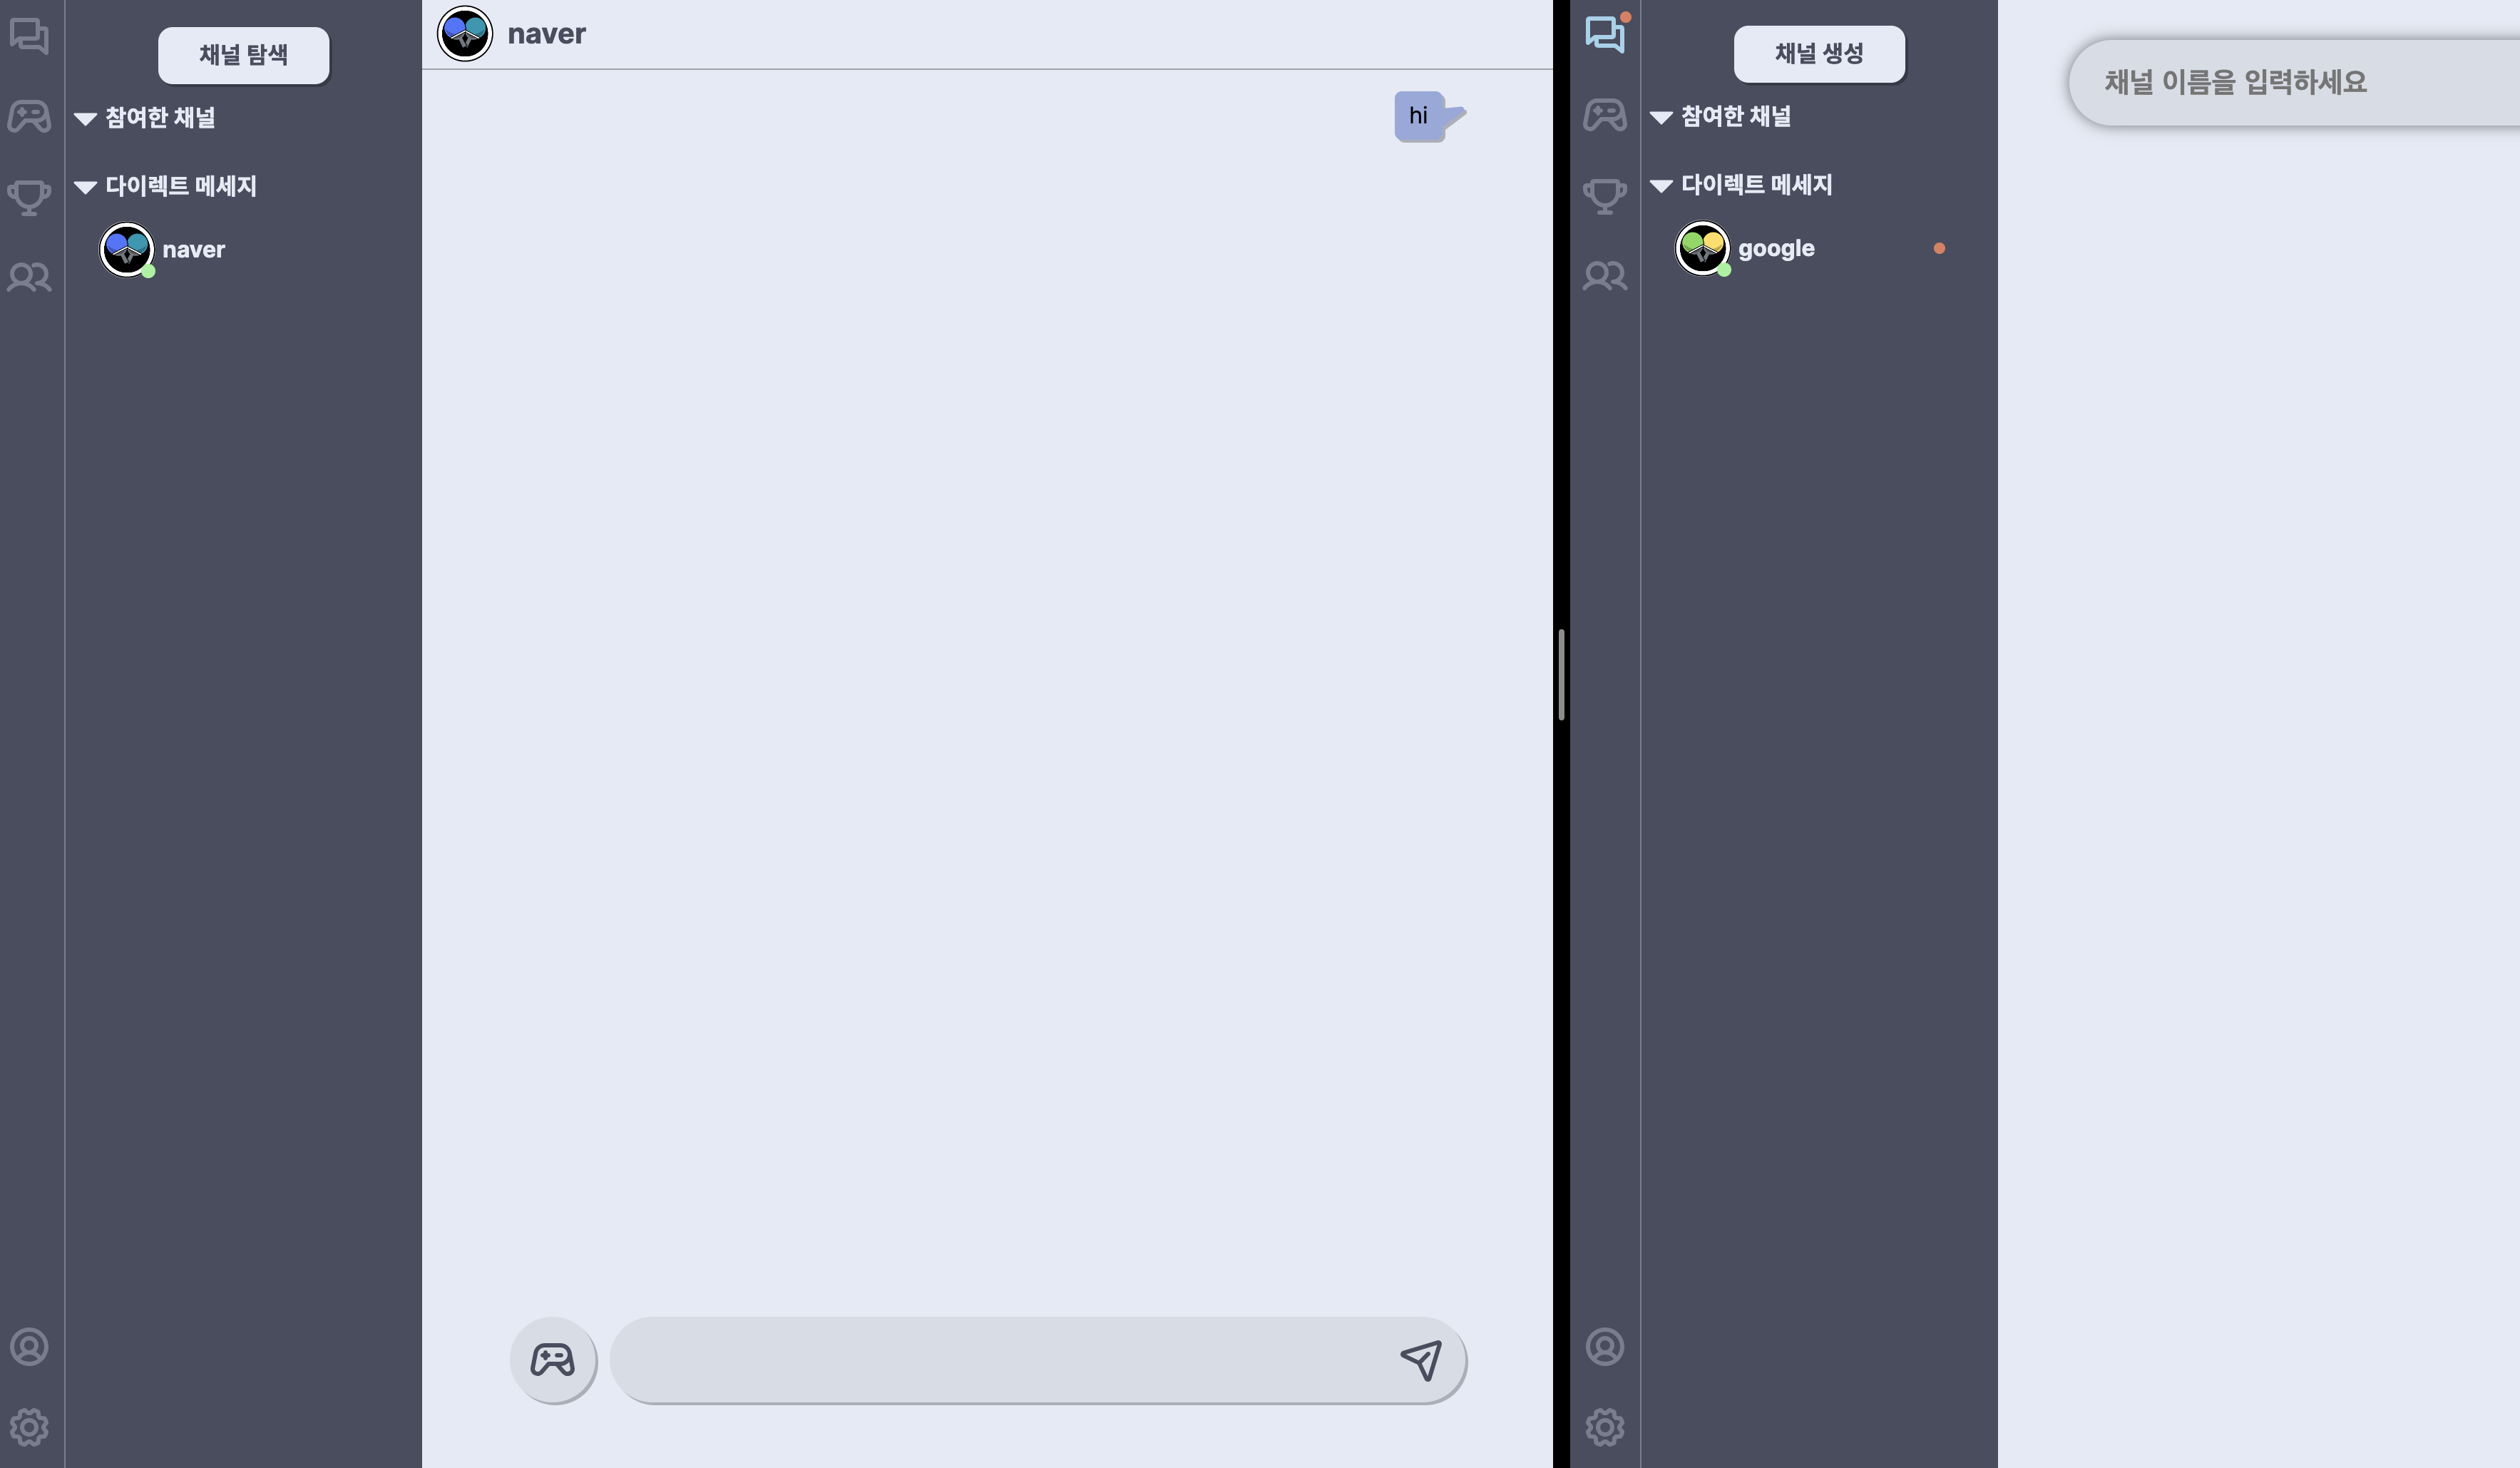 채널 탐색
참여한 채널
다이렉트 메세지
naver
naver
hi
채널 생성
참여한 채널
다이렉트 메세지
google
채널 이름을 입력하세요